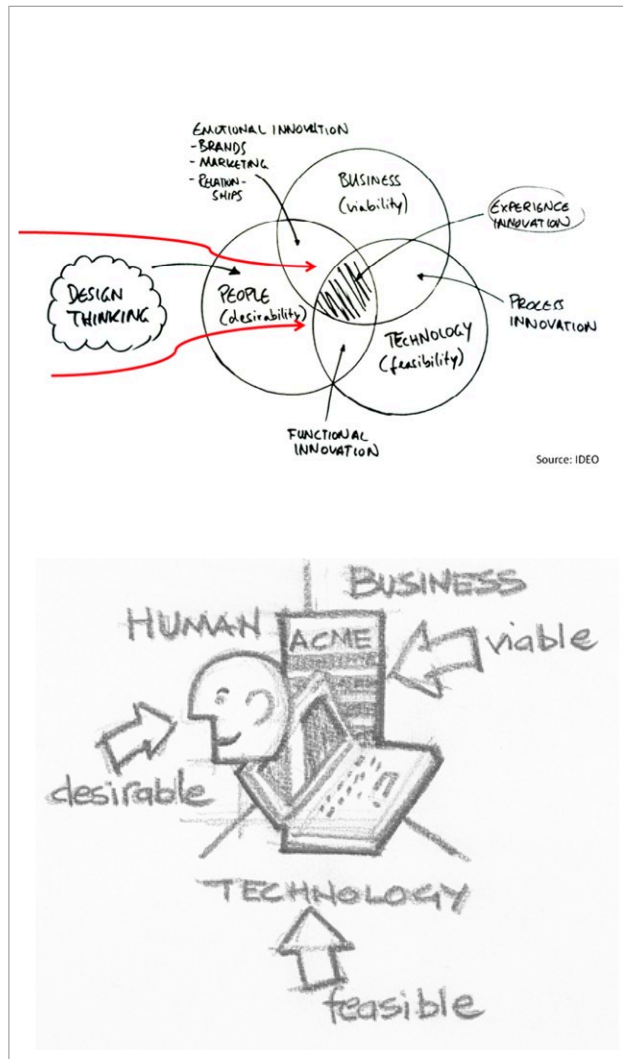 EMOTIONAL INNOVATION
- BRANDS
- MARKETING
- RELATION-
SHIPS
BUSINESS
(viability)
EXPERIENCE
INNOVATION
DESIGN
THINKING
PEOPLE
(desirability)
PROCESS
INNOVATION
TECHNOLOGY
(feasibility)
FUNCTIONAL
INNOVATION
Source: IDEO
BUSINESS
HUMAN
ACME
viable
desirable
TECHNOLOGY
feasible